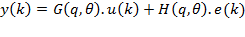 y(k) = G(q,θ).u(k) + H(q,θ).e(k)